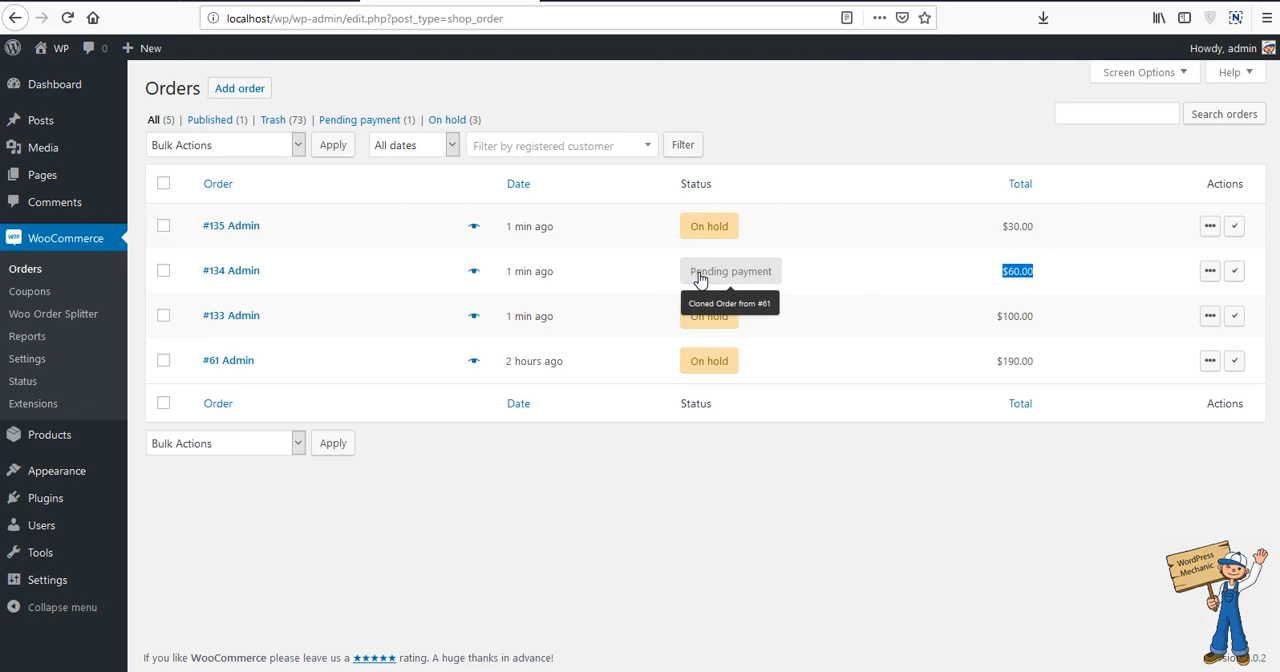 localhost/wp/wp-admin/edit.php?post_type=shop_order
WP 0 New Howdy, admin
Dashboard
Posts
Media
Pages
Comments
WooCommerce
Orders
Coupons
Woo Order Splitter
Reports
Settings
Status
Extensions
Products
Appearance
Plugins
Users
Tools
Settings
Collapse menu
Screen Options Help
Orders Add order
All (5) | Published (1) | Trash (73) | Pending payment (1) | On hold (3)
Search orders
Bulk Actions Apply All dates Filter by registered customer Filter
Order Date Status Total Actions
#135 Admin 1 min ago On hold $30.00
#134 Admin 1 min ago Pending payment $60.00
Cloned Order from #61
#133 Admin 1 min ago On hold $100.00
#61 Admin 2 hours ago On hold $190.00
Order Date Status Total Actions
Bulk Actions Apply
WordPress
Mechanic
If you like WooCommerce please leave us a ★★★★★ rating. A huge thanks in advance!